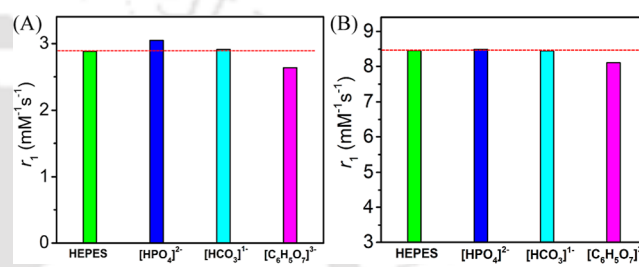 (A)
r₁ (mM⁻¹s⁻¹)
3
2
1
0
HEPES [HPO₄]²⁻ [HCO₃]¹⁻ [C₆H₅O₇]³⁻
(B)
r₁ (mM⁻¹s⁻¹)
9
8
7
6
5
4
3
HEPES [HPO₄]²⁻ [HCO₃]¹⁻ [C₆H₅O₇]